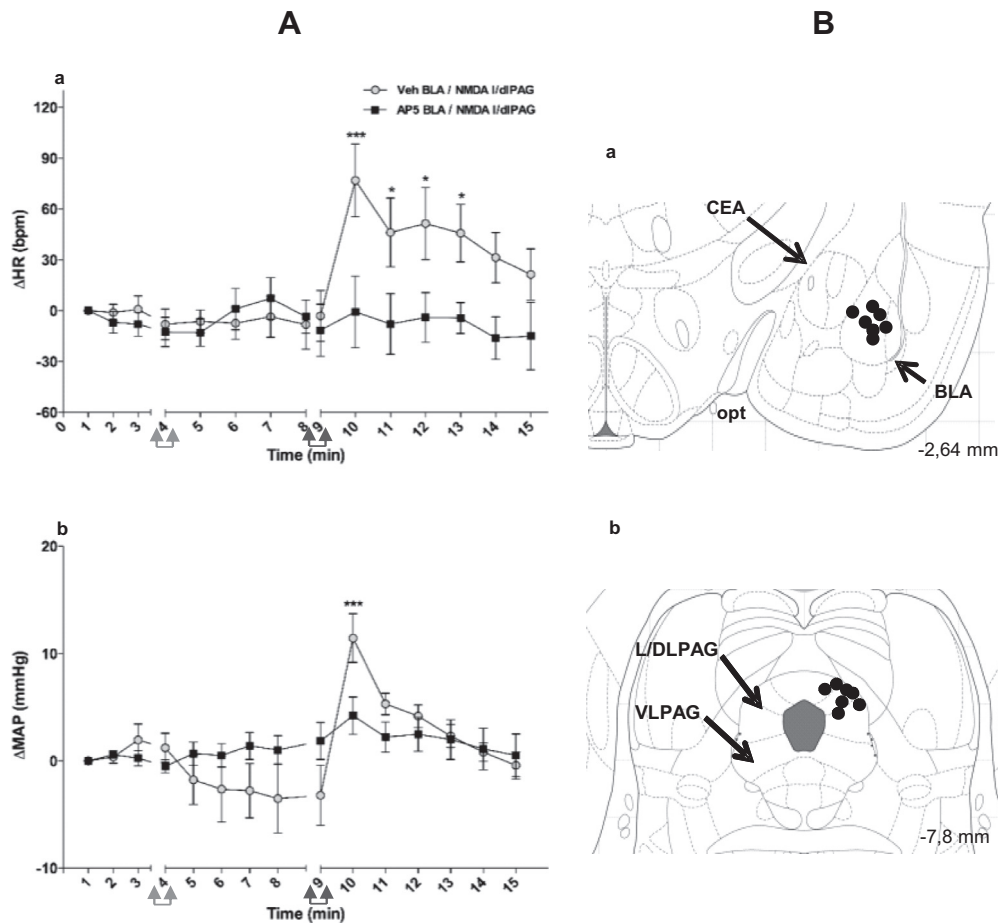 A
B
a
Veh BLA / NMDA l/dlPAG
AP5 BLA / NMDA l/dlPAG
120
90
60
30
0
-30
-60
ΔHR (bpm)
***
*
*
*
0 1 2 3 4 5 6 7 8 9 10 11 12 13 14 15
Time (min)
a
CEA
BLA
opt
-2,64 mm
b
20
10
0
-10
ΔMAP (mmHg)
***
1 2 3 4 5 6 7 8 9 10 11 12 13 14 15
Time (min)
b
L/DLPAG
VLPAG
-7,8 mm